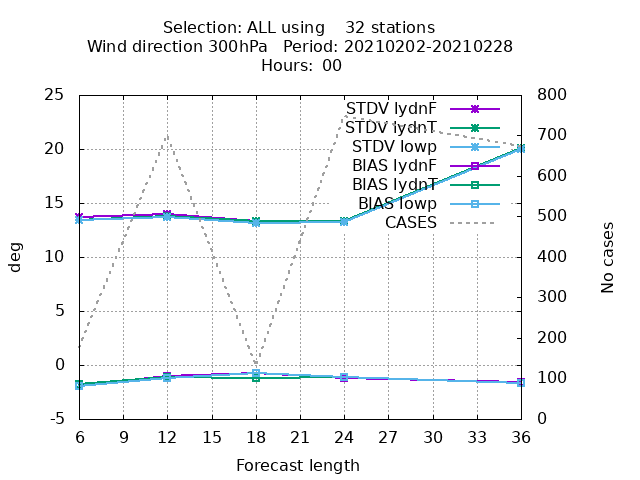 Selection: ALL using 32 stations
Wind direction 300hPa Period: 20210202-20210228
Hours: 00
25
20
15
10
5
0
-5
deg
800
700
600
500
400
300
200
100
0
No cases
STDV lydnF
STDV lydnT
STDV lowp
BIAS lydnF
BIAS lydnT
BIAS lowp
CASES
6 9 12 15 18 21 24 27 30 33 36
Forecast length